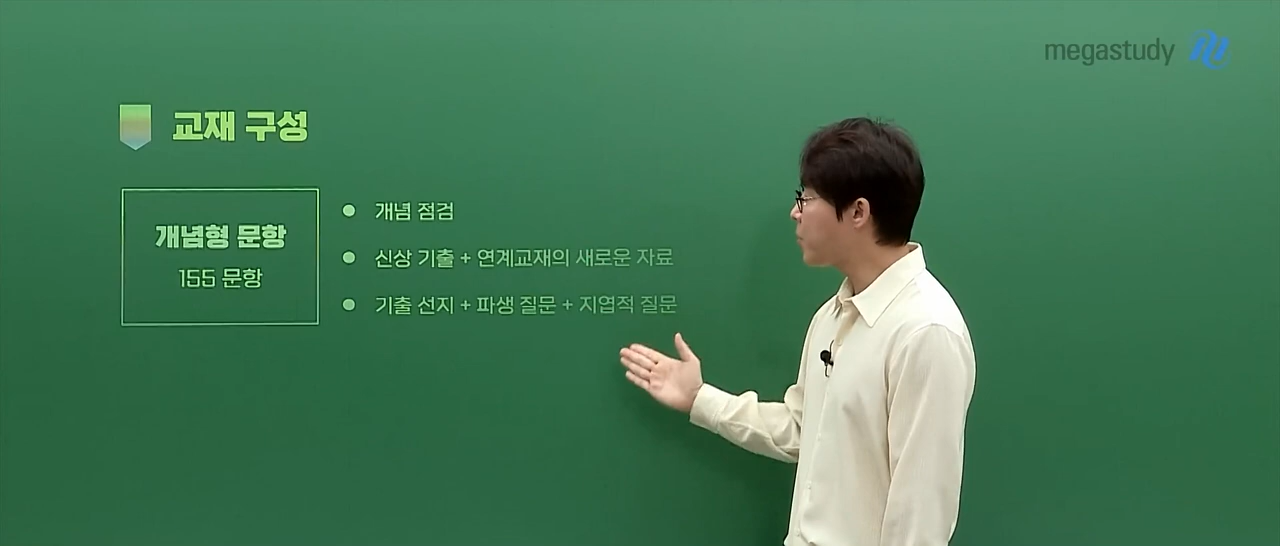 megastudy
교재 구성
개념형 문항
155 문항
개념 점검
신상 기출 + 연계교재의 새로운 자료
기출 선지 + 파생 질문 + 지엽적 질문